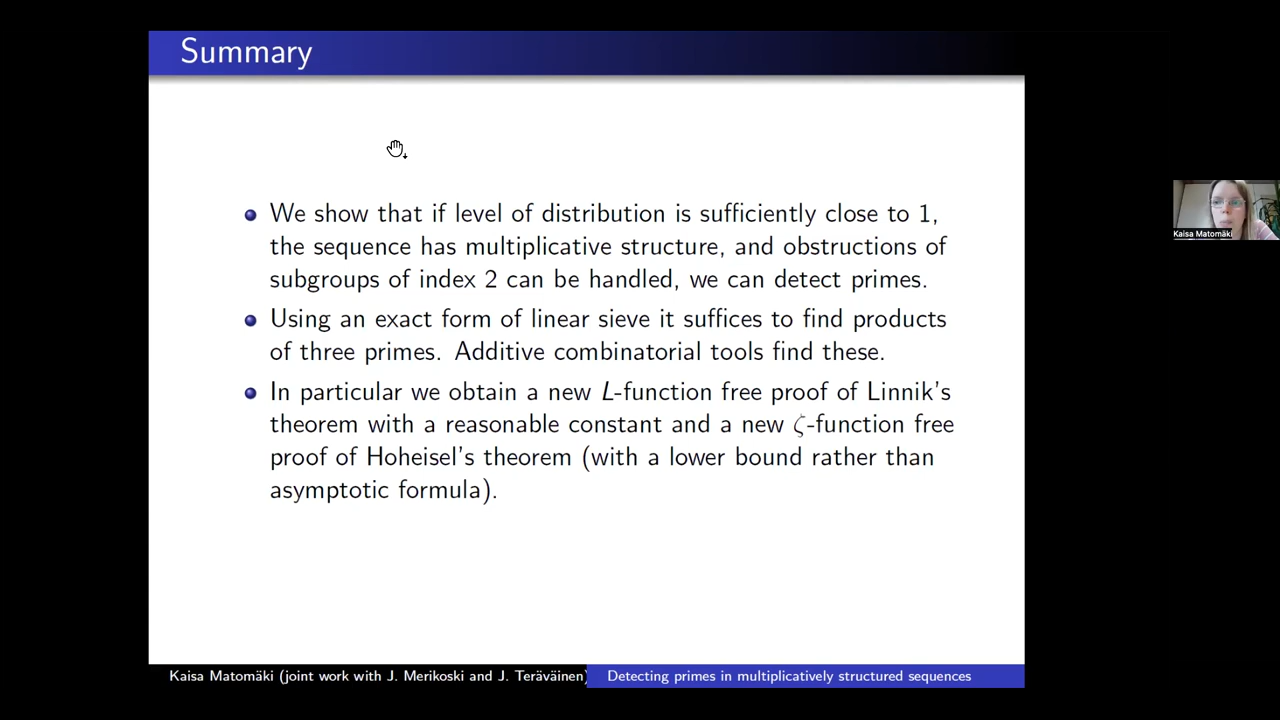 Summary
We show that if level of distribution is sufficiently close to 1,
the sequence has multiplicative structure, and obstructions of
subgroups of index 2 can be handled, we can detect primes.
Using an exact form of linear sieve it suffices to find products
of three primes. Additive combinatorial tools find these.
In particular we obtain a new L-function free proof of Linnik's
theorem with a reasonable constant and a new ζ-function free
proof of Hoheisel's theorem (with a lower bound rather than
asymptotic formula).
Kaisa Matomäki
Kaisa Matomäki (joint work with J. Merikoski and J. Teräväinen)
Detecting primes in multiplicatively structured sequences